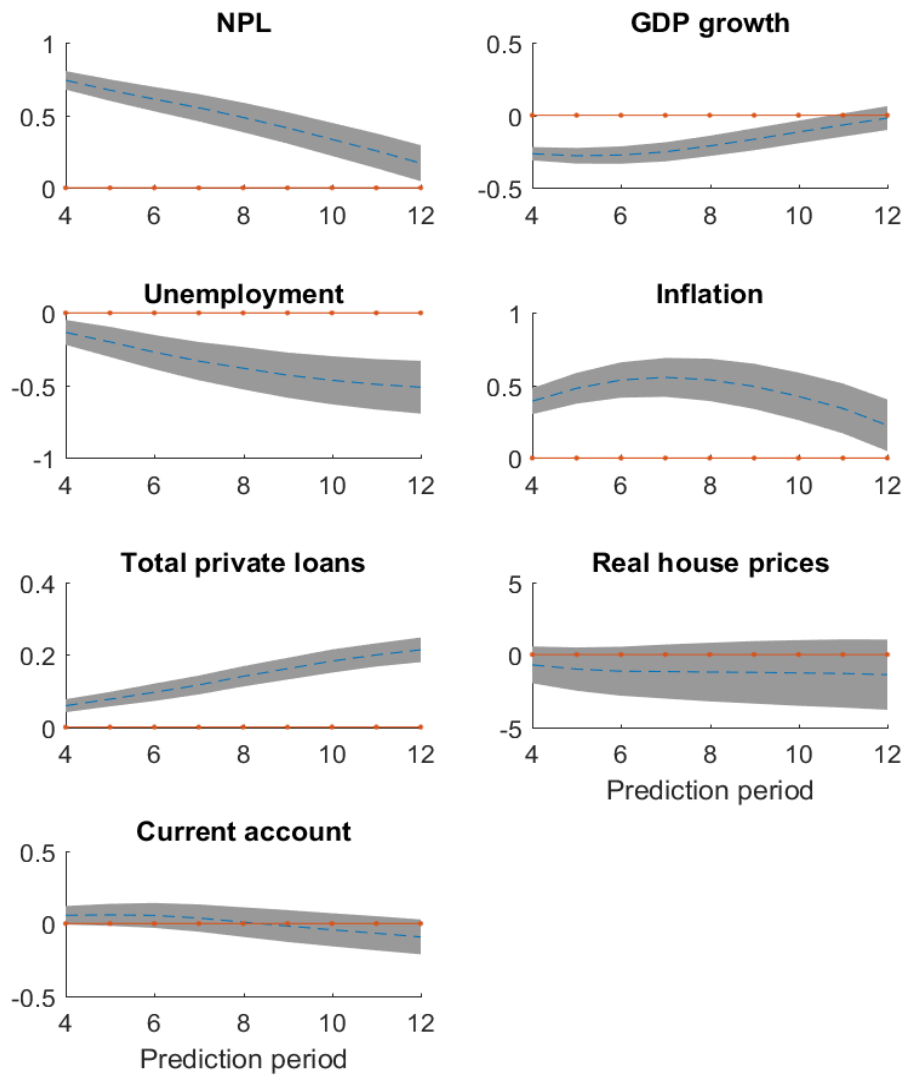 NPL
1
0.5
0
4 6 8 10 12
GDP growth
0.5
0
-0.5
4 6 8 10 12
Unemployment
0
-0.5
-1
4 6 8 10 12
Inflation
1
0.5
0
4 6 8 10 12
Total private loans
0.4
0.2
0
4 6 8 10 12
Real house prices
5
0
-5
4 6 8 10 12
Prediction period
Current account
0.5
0
-0.5
4 6 8 10 12
Prediction period